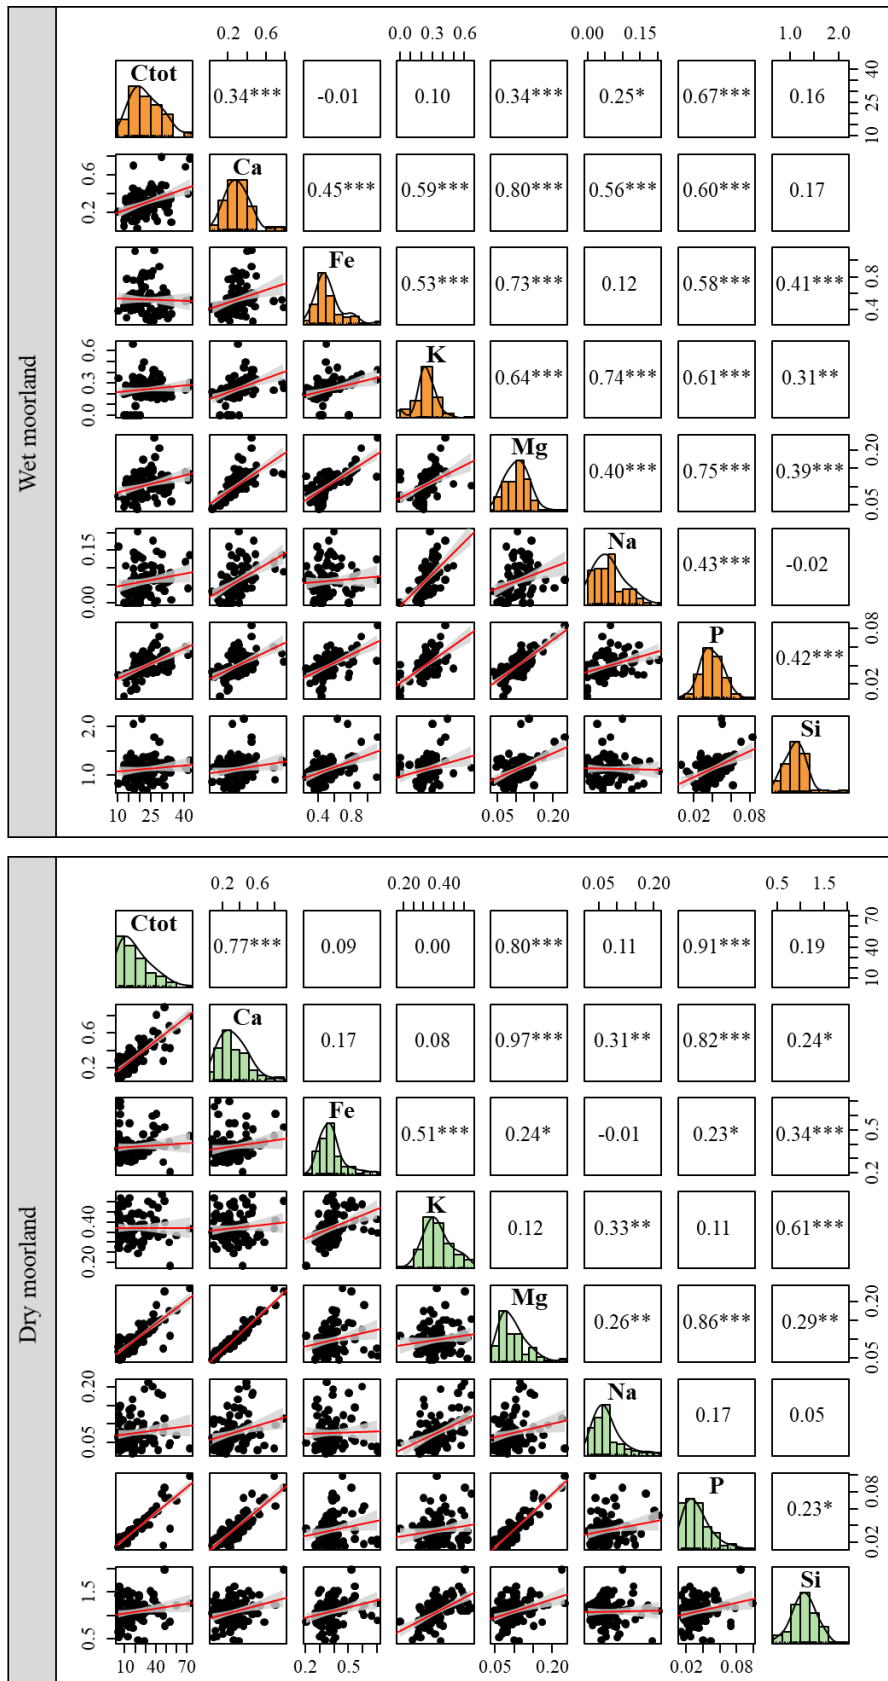 Wet moorland
0.2 0.6 0.0 0.3 0.6 0.00 0.15 1.0 2.0
Ctot 0.34*** -0.01 0.10 0.34*** 0.25* 0.67*** 0.16 10 25 40
0.2 0.6 Ca 0.45*** 0.59*** 0.80*** 0.56*** 0.60*** 0.17
Fe 0.53*** 0.73*** 0.12 0.58*** 0.41*** 0.4 0.8
0.0 0.3 0.6 K 0.64*** 0.74*** 0.61*** 0.31**
Mg 0.40*** 0.75*** 0.39*** 0.05 0.20
0.00 0.15 Na 0.43*** -0.02
P 0.42*** 0.02 0.08
1.0 2.0 Si
10 25 40 0.4 0.8 0.05 0.20 0.02 0.08
Dry moorland
0.2 0.6 0.20 0.40 0.05 0.20 0.5 1.5
Ctot 0.77*** 0.09 0.00 0.80*** 0.11 0.91*** 0.19 10 40 70
0.2 0.6 Ca 0.17 0.08 0.97*** 0.31** 0.82*** 0.24*
Fe 0.51*** 0.24* -0.01 0.23* 0.34*** 0.2 0.5
0.20 0.40 K 0.12 0.33** 0.11 0.61***
Mg 0.26** 0.86*** 0.29** 0.05 0.20
0.05 0.20 Na 0.17 0.05
P 0.23* 0.02 0.08
0.5 1.5 Si
10 40 70 0.2 0.5 0.05 0.20 0.02 0.08